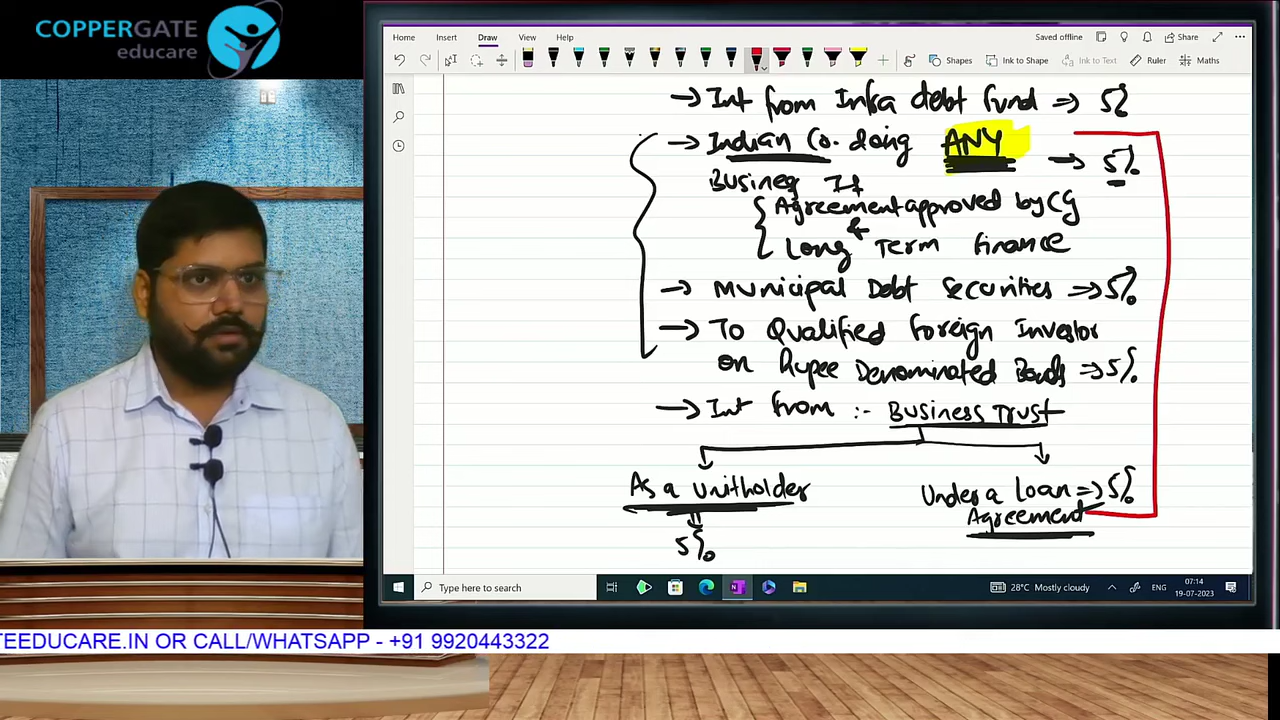 COPPERGATE
educare
Home Insert Draw View Help
Saved offline
Share
Shapes
Ink to Shape
Ink to Text
Ruler
Maths
→ Int from Infra debt fund ⇒ 5%
→ Indian Co. doing ANY → 5%
Business If
Agreement approved by CG
&
Long Term finance
→ Municipal Debt Securities ⇒ 5%
→ To Qualified foreign Investor
on Rupee Denominated Bonds ⇒ 5%
→ Int from :- Business Trust
As a Unitholder
Under a loan ⇒ 5%
Agreement
5%
Type here to search
28°C Mostly cloudy
ENG
07:14
19-07-2023
TEEDUCARE.IN OR CALL/WHATSAPP - +91 9920443322